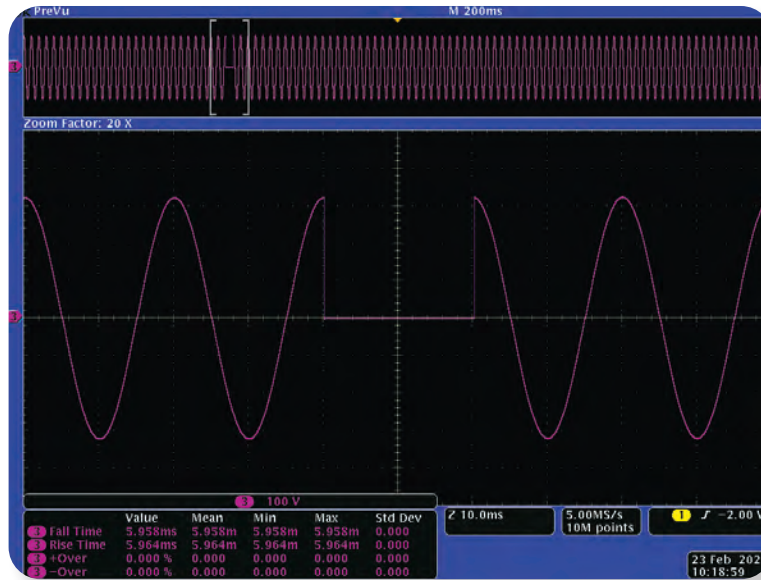 PreVu M 200ms
3
Zoom Factor: 20 X
3
3 100 V
Value Mean Min Max Std Dev
3 Fall Time 5.958ms 5.958m 5.958m 5.958m 0.000
3 Rise Time 5.964ms 5.964m 5.964m 5.964m 0.000
3 +Over 0.000 % 0.000 0.000 0.000 0.000
3 −Over 0.000 % 0.000 0.000 0.000 0.000
Z 10.0ms
5.00MS/s
10M points
1 −2.00 V
23 Feb 202
10:18:59